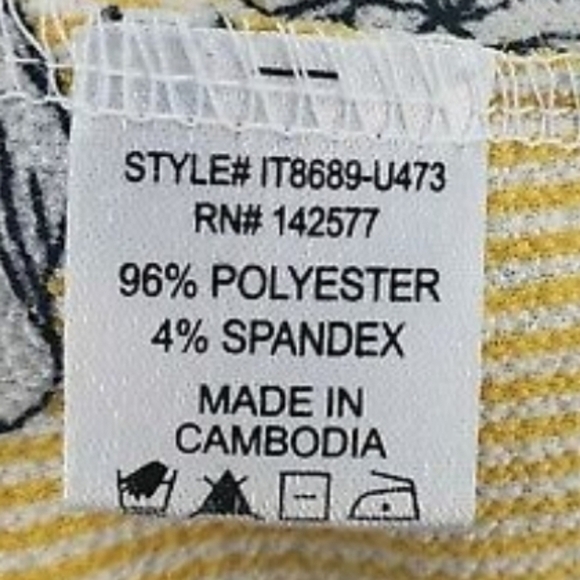 STYLE# IT8689-U473
RN# 142577
96% POLYESTER
4% SPANDEX
MADE IN
CAMBODIA